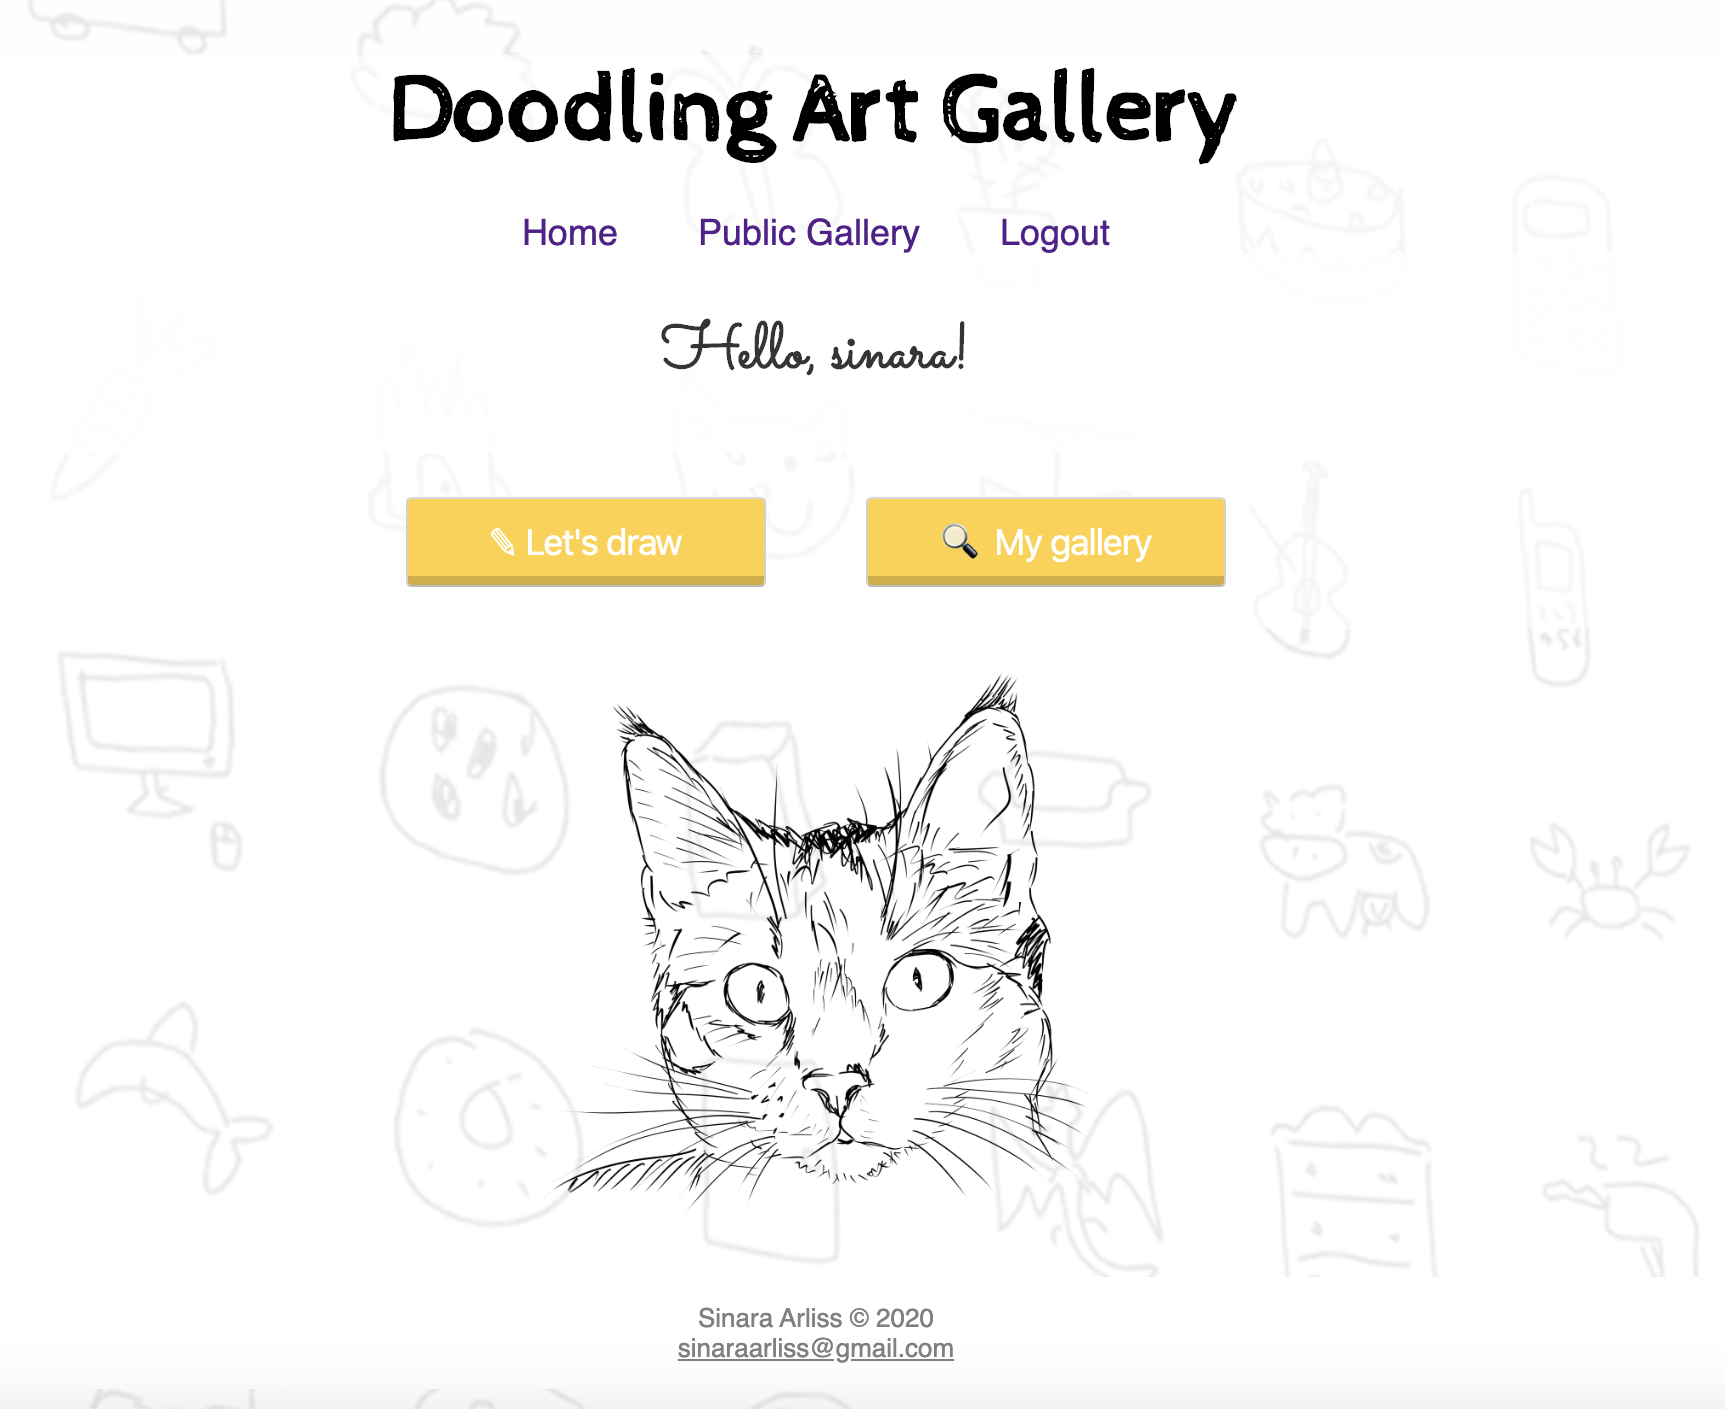 Doodling Art Gallery
Home Public Gallery Logout
Hello, sinara!
✎ Let's draw
🔍 My gallery
Sinara Arliss © 2020
sinaraarliss@gmail.com